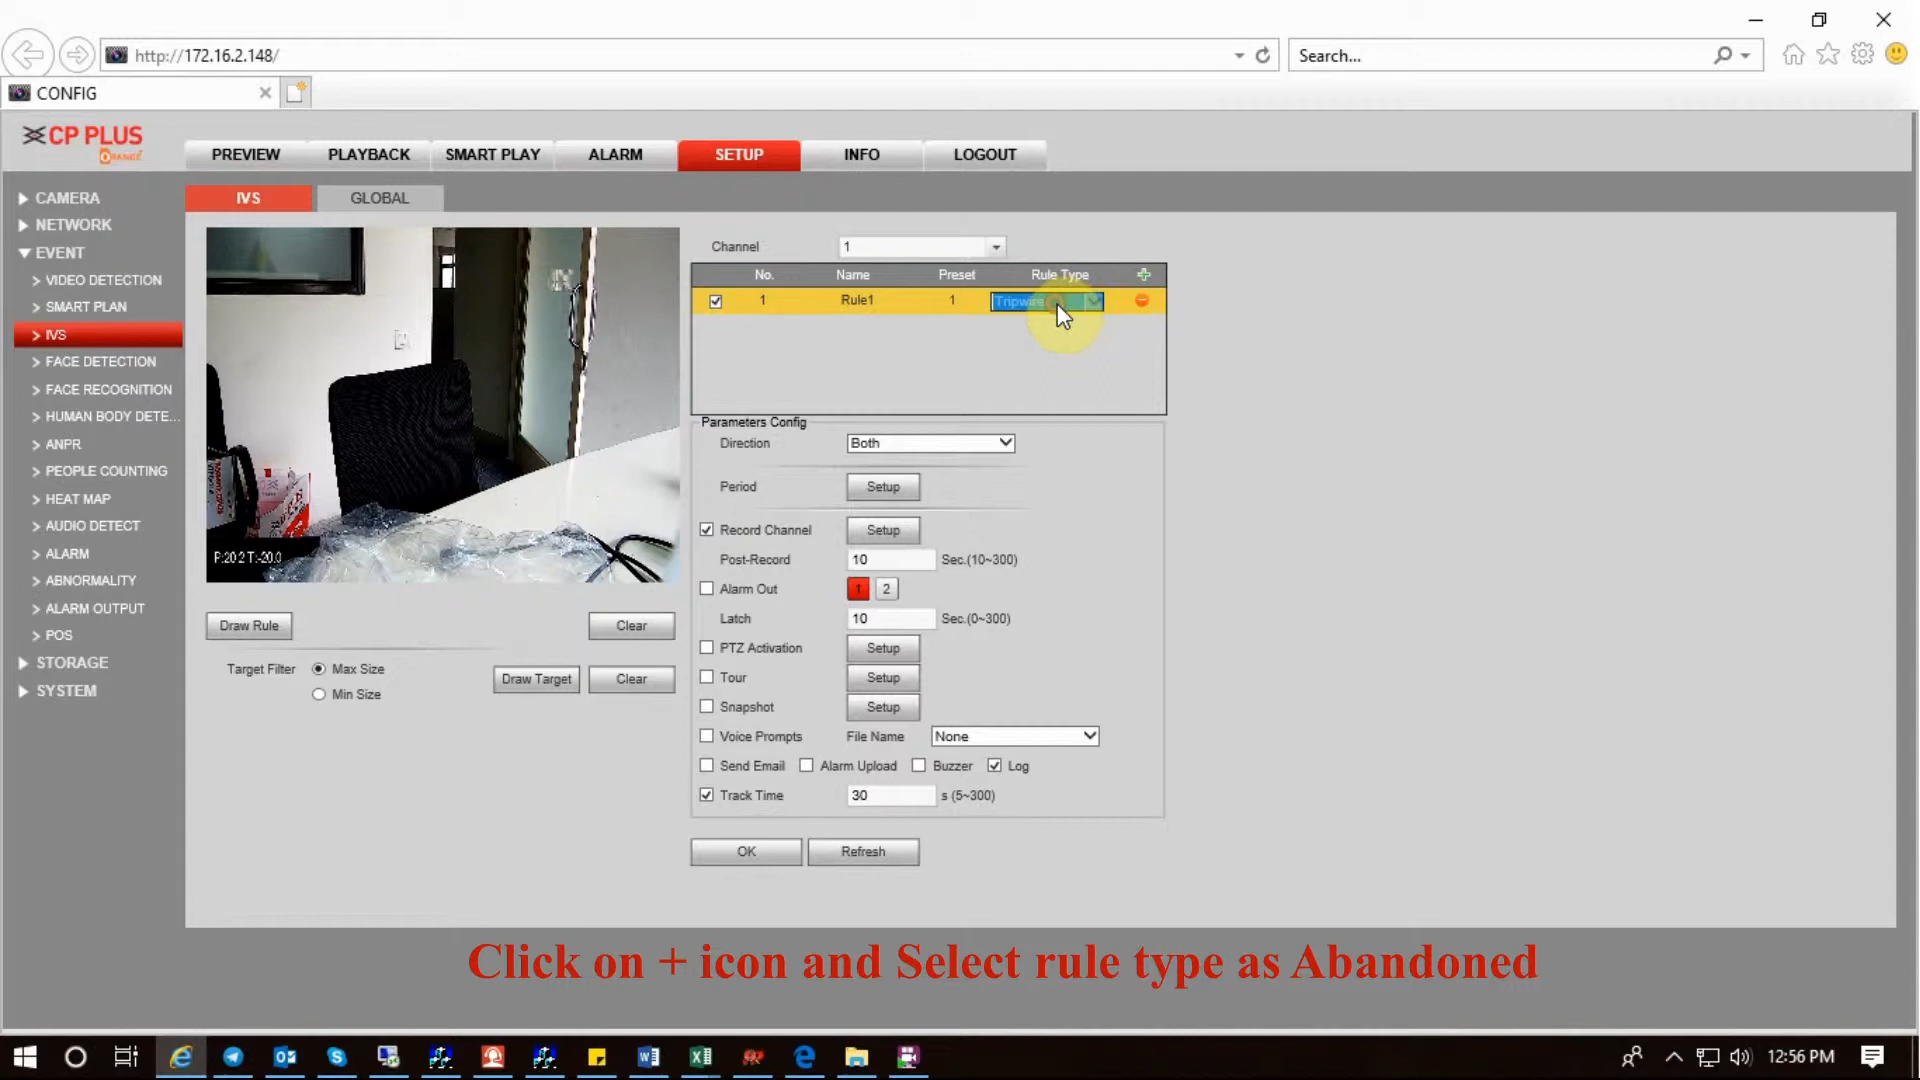 http://172.16.2.148/
Search...
CONFIG
CP PLUS
ORANGE
PREVIEW
PLAYBACK
SMART PLAY
ALARM
SETUP
INFO
LOGOUT
CAMERA
NETWORK
EVENT
VIDEO DETECTION
SMART PLAN
IVS
FACE DETECTION
FACE RECOGNITION
HUMAN BODY DETE...
ANPR
PEOPLE COUNTING
HEAT MAP
AUDIO DETECT
ALARM
ABNORMALITY
ALARM OUTPUT
POS
STORAGE
SYSTEM
IVS
GLOBAL
P:20.2 T:-20.0
Draw Rule
Clear
Target Filter
Max Size
Min Size
Draw Target
Clear
Channel 1
No. Name Preset Rule Type
1 Rule1 1 Tripwire
Parameters Config
Direction Both
Period Setup
Record Channel Setup
Post-Record 10 Sec.(10~300)
Alarm Out 1 2
Latch 10 Sec.(0~300)
PTZ Activation Setup
Tour Setup
Snapshot Setup
Voice Prompts File Name None
Send Email Alarm Upload Buzzer Log
Track Time 30 s (5~300)
OK Refresh
Click on + icon and Select rule type as Abandoned
12:56 PM